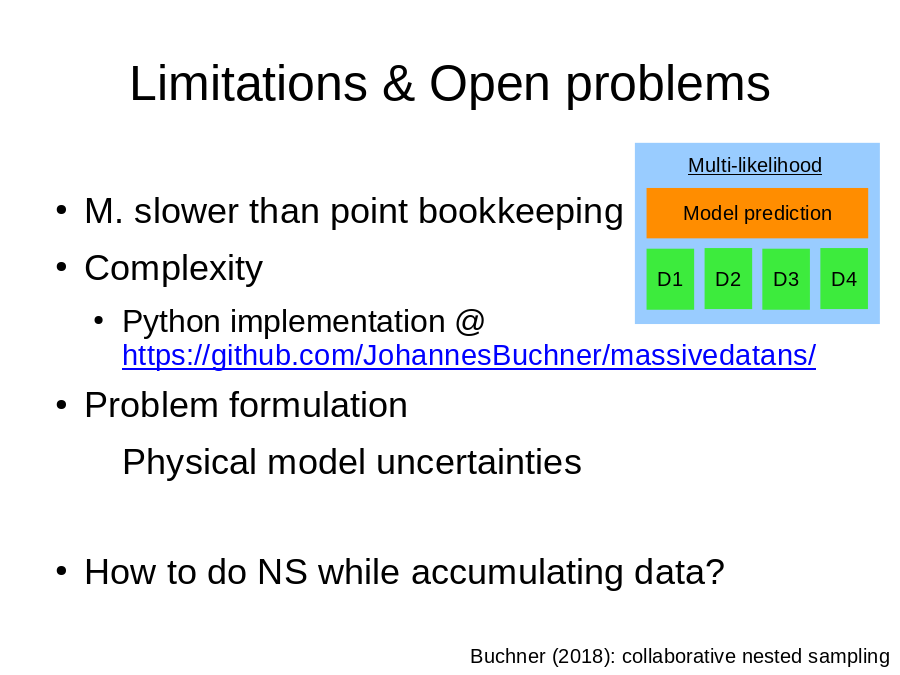 Limitations & Open problems
Multi-likelihood
Model prediction
D1 D2 D3 D4
• M. slower than point bookkeeping
• Complexity
• Python implementation @
https://github.com/JohannesBuchner/massivedatans/
• Problem formulation
Physical model uncertainties
• How to do NS while accumulating data?
Buchner (2018): collaborative nested sampling